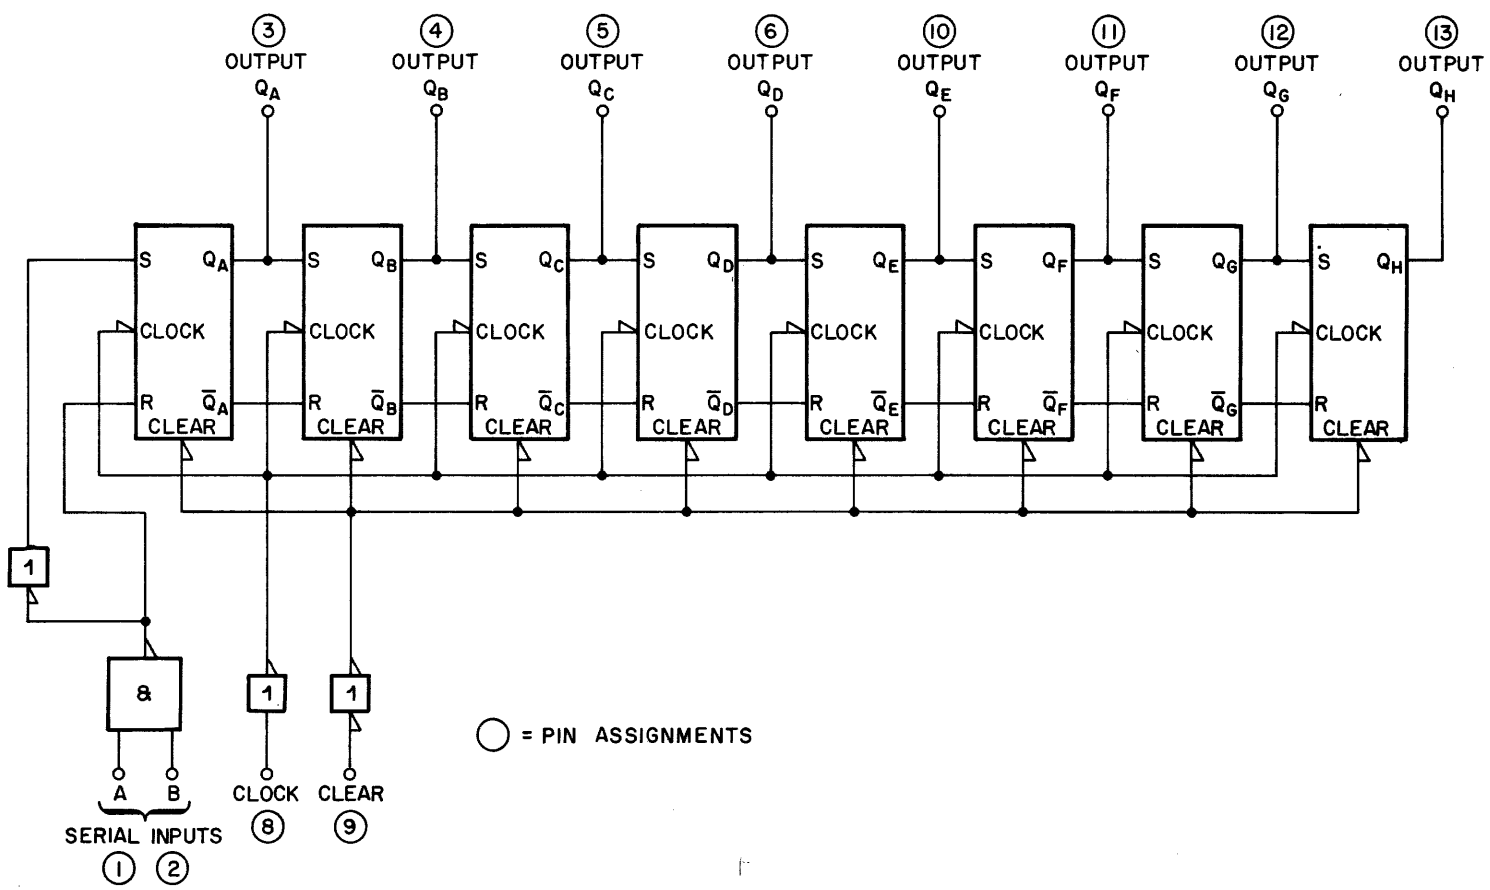 3 4 5 6 10 11 12 13
OUTPUT OUTPUT OUTPUT OUTPUT OUTPUT OUTPUT OUTPUT OUTPUT
QA QB QC QD QE QF QG QH
S QA S QB S QC S QD S QE S QF S QG S QH
CLOCK CLOCK CLOCK CLOCK CLOCK CLOCK CLOCK CLOCK
R Q̅A R Q̅B R Q̅C R Q̅D R Q̅E R Q̅F R Q̅G R
CLEAR CLEAR CLEAR CLEAR CLEAR CLEAR CLEAR CLEAR
1
& 1 1
= PIN ASSIGNMENTS
A B CLOCK CLEAR
8 9
SERIAL INPUTS
1 2